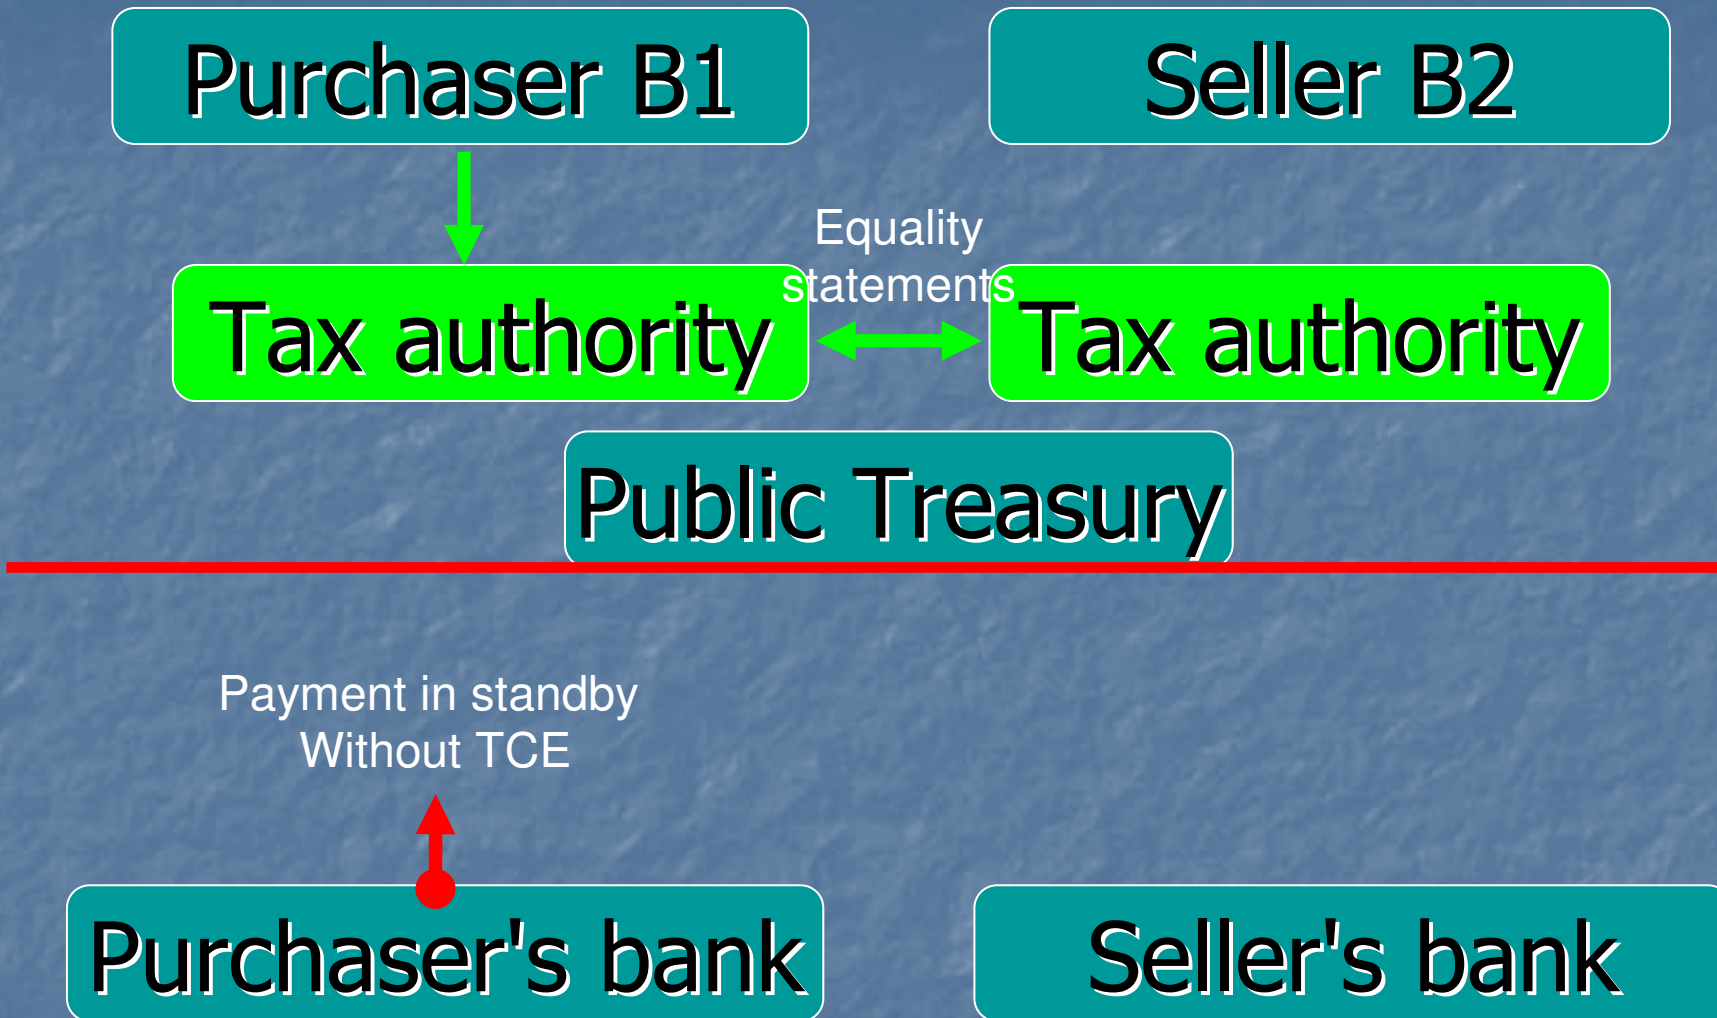 Purchaser B1
Seller B2
Equality
statements
Tax authority
Tax authority
Public Treasury
Payment in standby
Without TCE
Purchaser's bank
Seller's bank